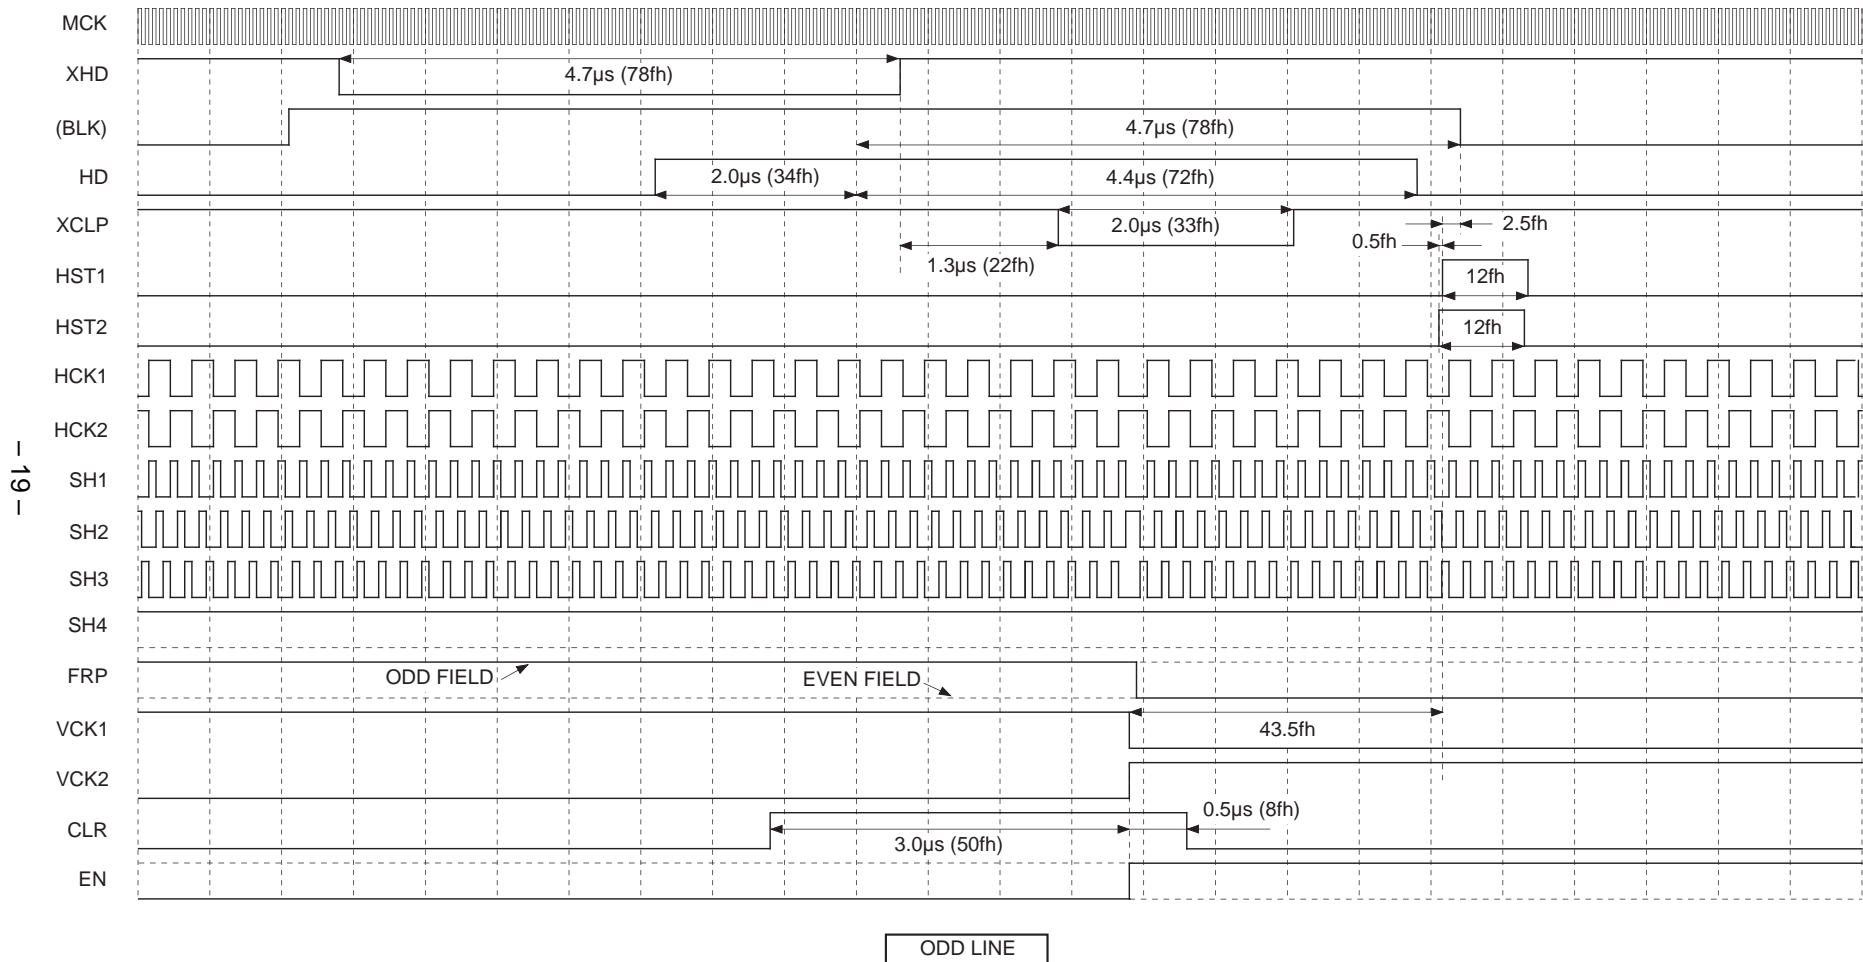 MCK
XHD
4.7µs (78fh)
(BLK)
4.7µs (78fh)
HD
2.0µs (34fh)
4.4µs (72fh)
XCLP
2.0µs (33fh)
2.5fh
0.5fh
1.3µs (22fh)
HST1
12fh
HST2
12fh
HCK1
HCK2
– 19 –
SH1
SH2
SH3
SH4
FRP
ODD FIELD
EVEN FIELD
VCK1
43.5fh
VCK2
0.5µs (8fh)
CLR
3.0µs (50fh)
EN
ODD LINE